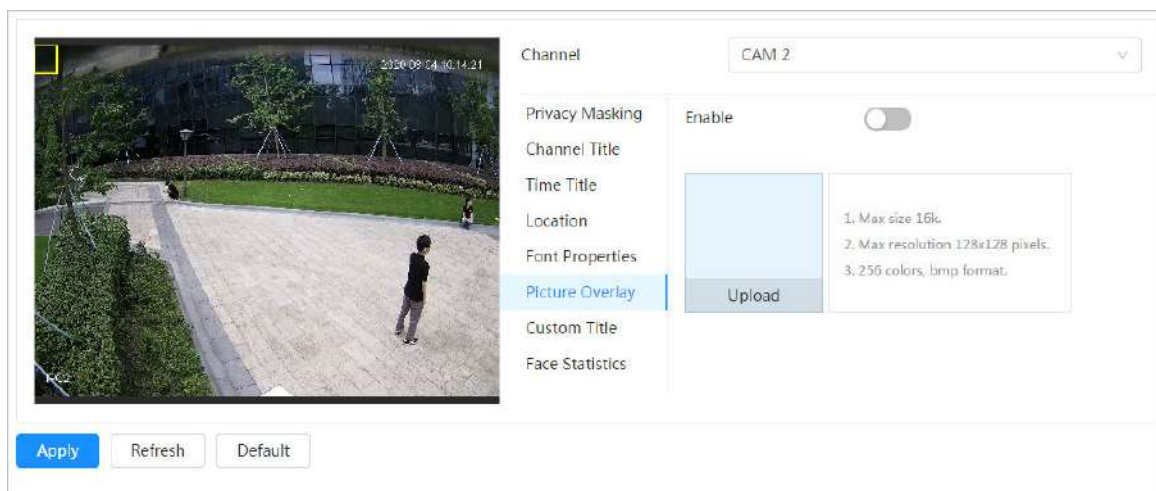 2020-09-04 10:14:21
Channel
CAM 2
Privacy Masking
Channel Title
Time Title
Location
Font Properties
Picture Overlay
Custom Title
Face Statistics
Enable
Upload
1. Max size 16k.
2. Max resolution 128x128 pixels.
3. 256 colors, bmp format.
Apply
Refresh
Default